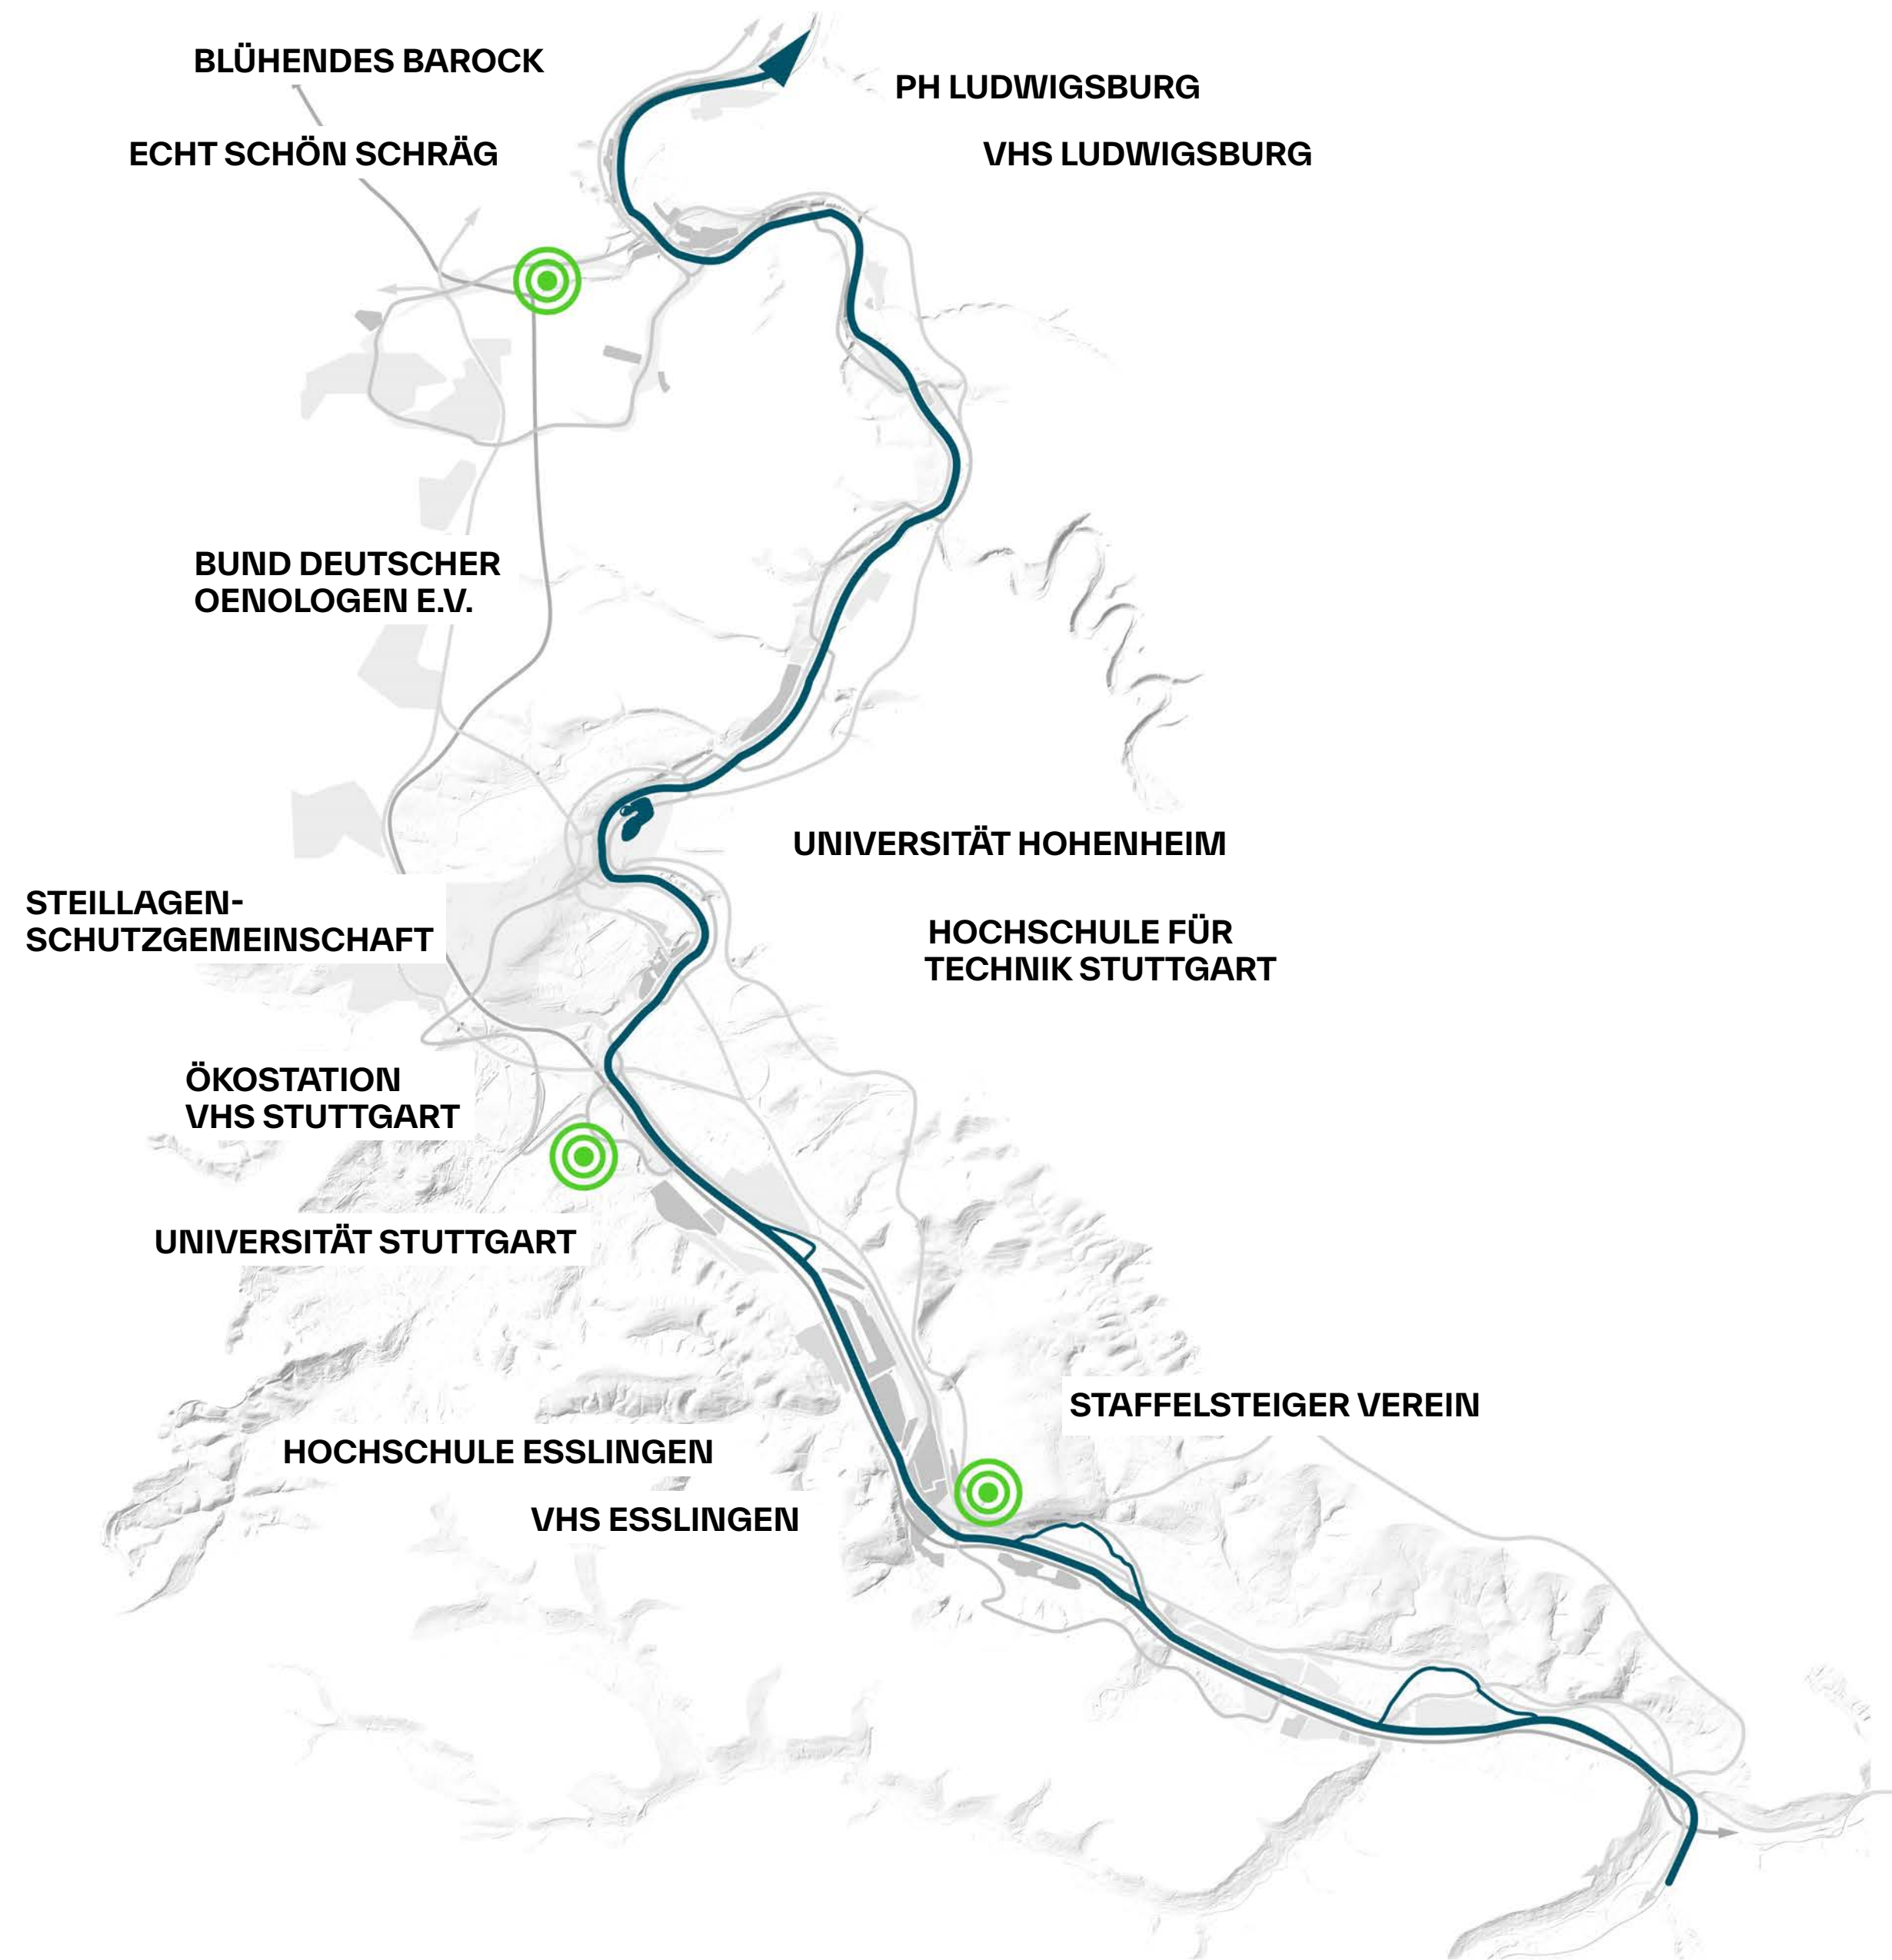 BLÜHENDES BAROCK
PH LUDWIGSBURG
ECHT SCHÖN SCHRÄG
VHS LUDWIGSBURG
BUND DEUTSCHER
OENOLOGEN E.V.
UNIVERSITÄT HOHENHEIM
STEILLAGEN-
SCHUTZGEMEINSCHAFT
HOCHSCHULE FÜR
TECHNIK STUTTGART
ÖKOSTATION
VHS STUTTGART
UNIVERSITÄT STUTTGART
STAFFELSTEIGER VEREIN
HOCHSCHULE ESSLINGEN
VHS ESSLINGEN